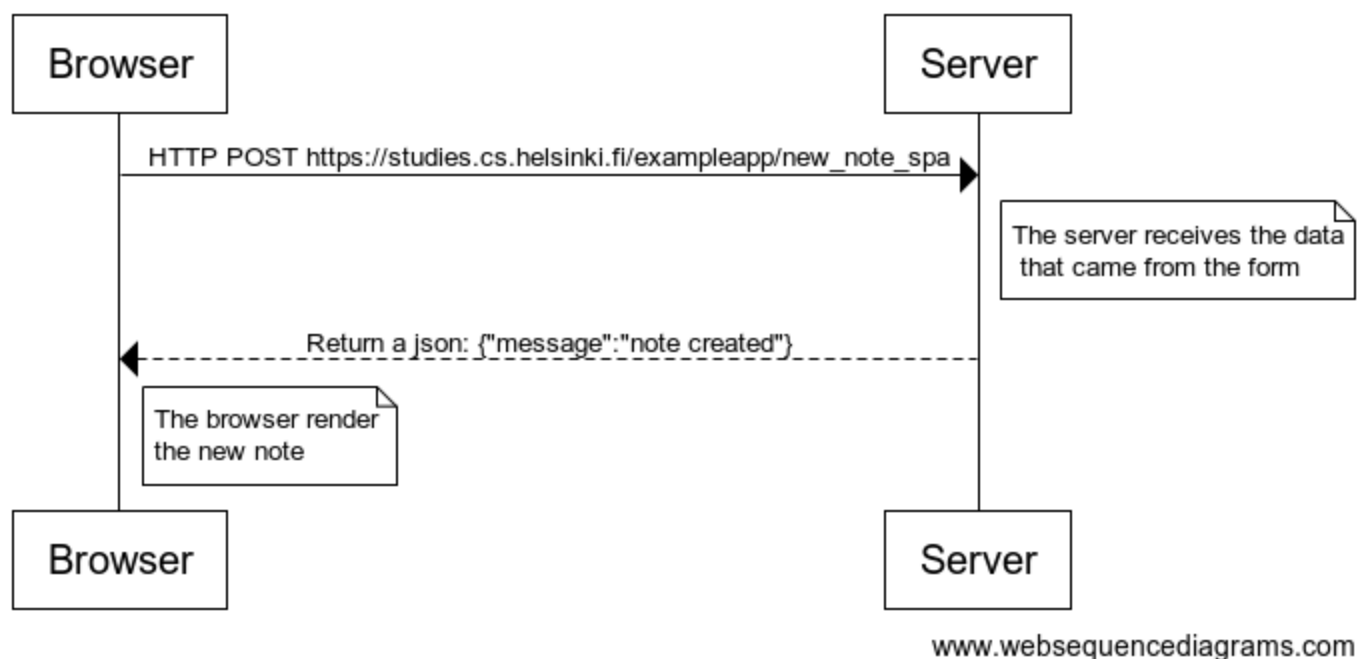 Browser
Server
HTTP POST https://studies.cs.helsinki.fi/exampleapp/new_note_spa
The server receives the data
that came from the form
Return a json: {"message":"note created"}
The browser render
the new note
Browser
Server
www.websequencediagrams.com